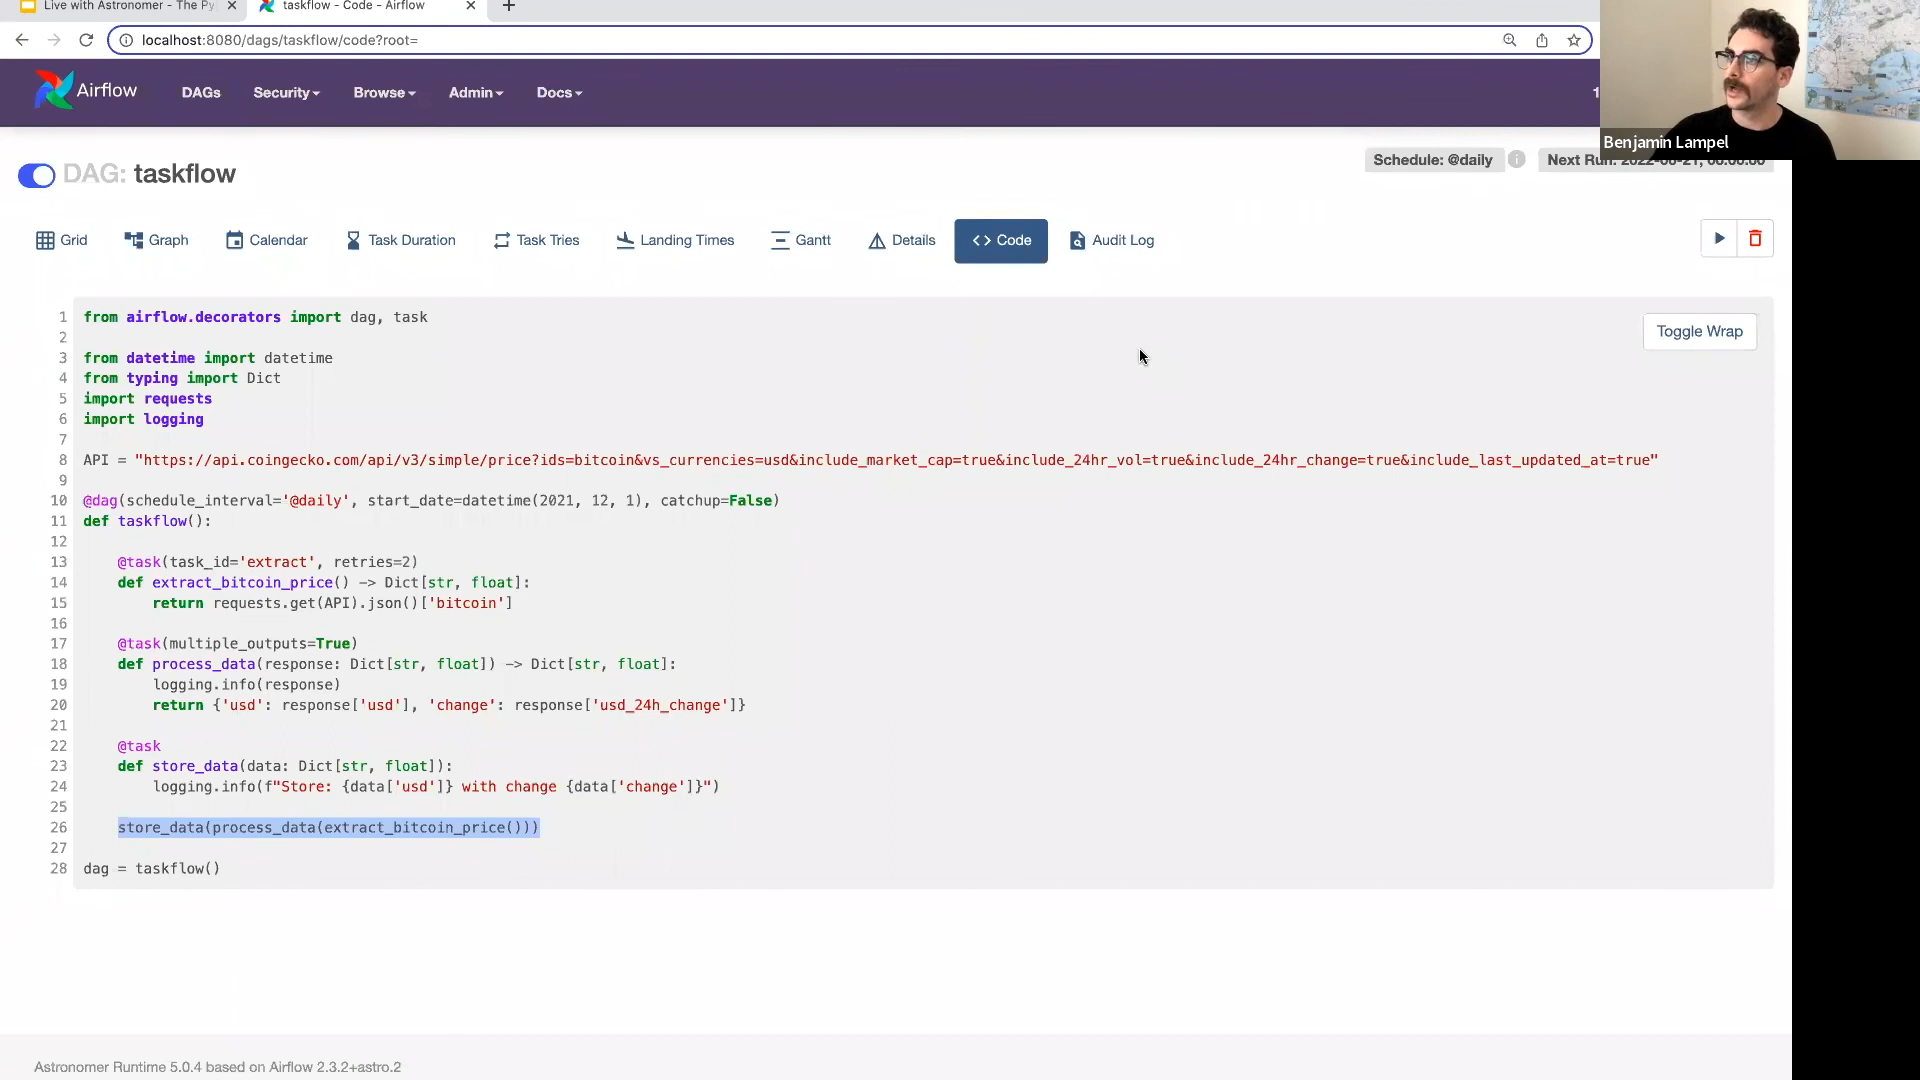 Live with Astronomer - The Py
taskflow - Code - Airflow
localhost:8080/dags/taskflow/code?root=
Airflow
DAGs
Security
Browse
Admin
Docs
1
Benjamin Lampel
DAG: taskflow
Schedule: @daily
Next Run: 2022-06-21, 00:00:00
Grid
Graph
Calendar
Task Duration
Task Tries
Landing Times
Gantt
Details
<> Code
Audit Log
Toggle Wrap
1 from airflow.decorators import dag, task
2
3 from datetime import datetime
4 from typing import Dict
5 import requests
6 import logging
7
8 API = "https://api.coingecko.com/api/v3/simple/price?ids=bitcoin&vs_currencies=usd&include_market_cap=true&include_24hr_vol=true&include_24hr_change=true&include_last_updated_at=true"
9
10 @dag(schedule_interval='@daily', start_date=datetime(2021, 12, 1), catchup=False)
11 def taskflow():
12
13 @task(task_id='extract', retries=2)
14 def extract_bitcoin_price() -> Dict[str, float]:
15 return requests.get(API).json()['bitcoin']
16
17 @task(multiple_outputs=True)
18 def process_data(response: Dict[str, float]) -> Dict[str, float]:
19 logging.info(response)
20 return {'usd': response['usd'], 'change': response['usd_24h_change']}
21
22 @task
23 def store_data(data: Dict[str, float]):
24 logging.info(f"Store: {data['usd']} with change {data['change']}")
25
26 store_data(process_data(extract_bitcoin_price()))
27
28 dag = taskflow()
Astronomer Runtime 5.0.4 based on Airflow 2.3.2+astro.2